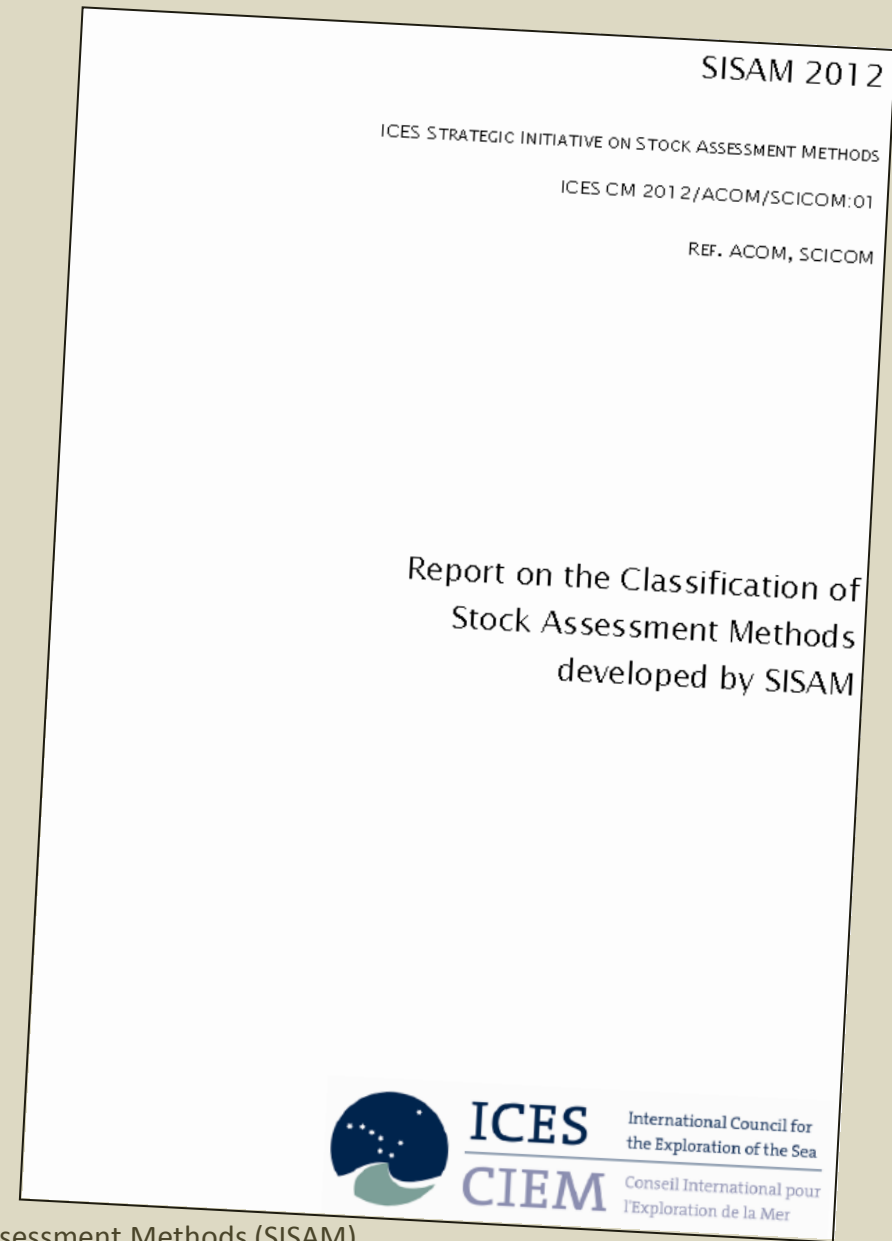 SISAM 2012
ICES STRATEGIC INITIATIVE ON STOCK ASSESSMENT METHODS
ICES CM 2012/ACOM/SCICOM:01
REF. ACOM, SCICOM
Report on the Classification of
Stock Assessment Methods
developed by SISAM
ICES
International Council for
the Exploration of the Sea
CIEM
Conseil International pour
l'Exploration de la Mer
Methods (SISAM)